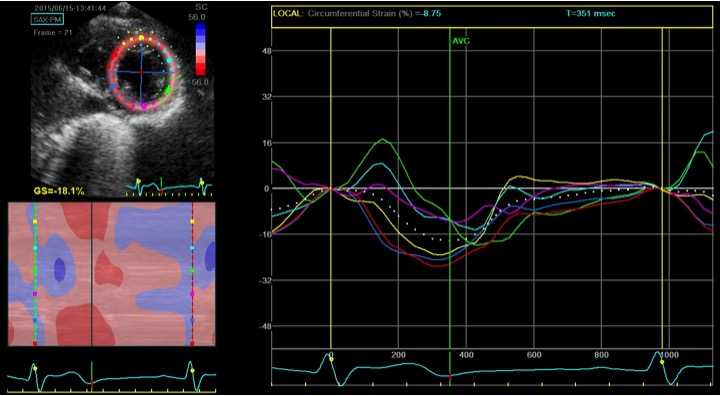 2015/06/15-13:41:44
SAX-PM
Frame = 21
SC
56.0
-56.0
%
GS=-18.1%
LOCAL: Circumferential Strain (%) =-8.75 T=351 msec
AVC
48
32
16
0
-16
-32
-48
0 200 400 600 800 1000